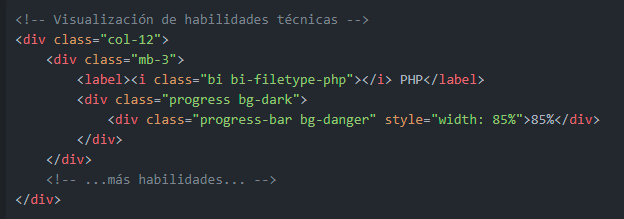 <!-- Visualización de habilidades técnicas -->
<div class="col-12">
    <div class="mb-3">
        <label><i class="bi bi-filetype-php"></i> PHP</label>
        <div class="progress bg-dark">
            <div class="progress-bar bg-danger" style="width: 85%">85%</div>
        </div>
    </div>
    <!-- ...más habilidades... -->
</div>